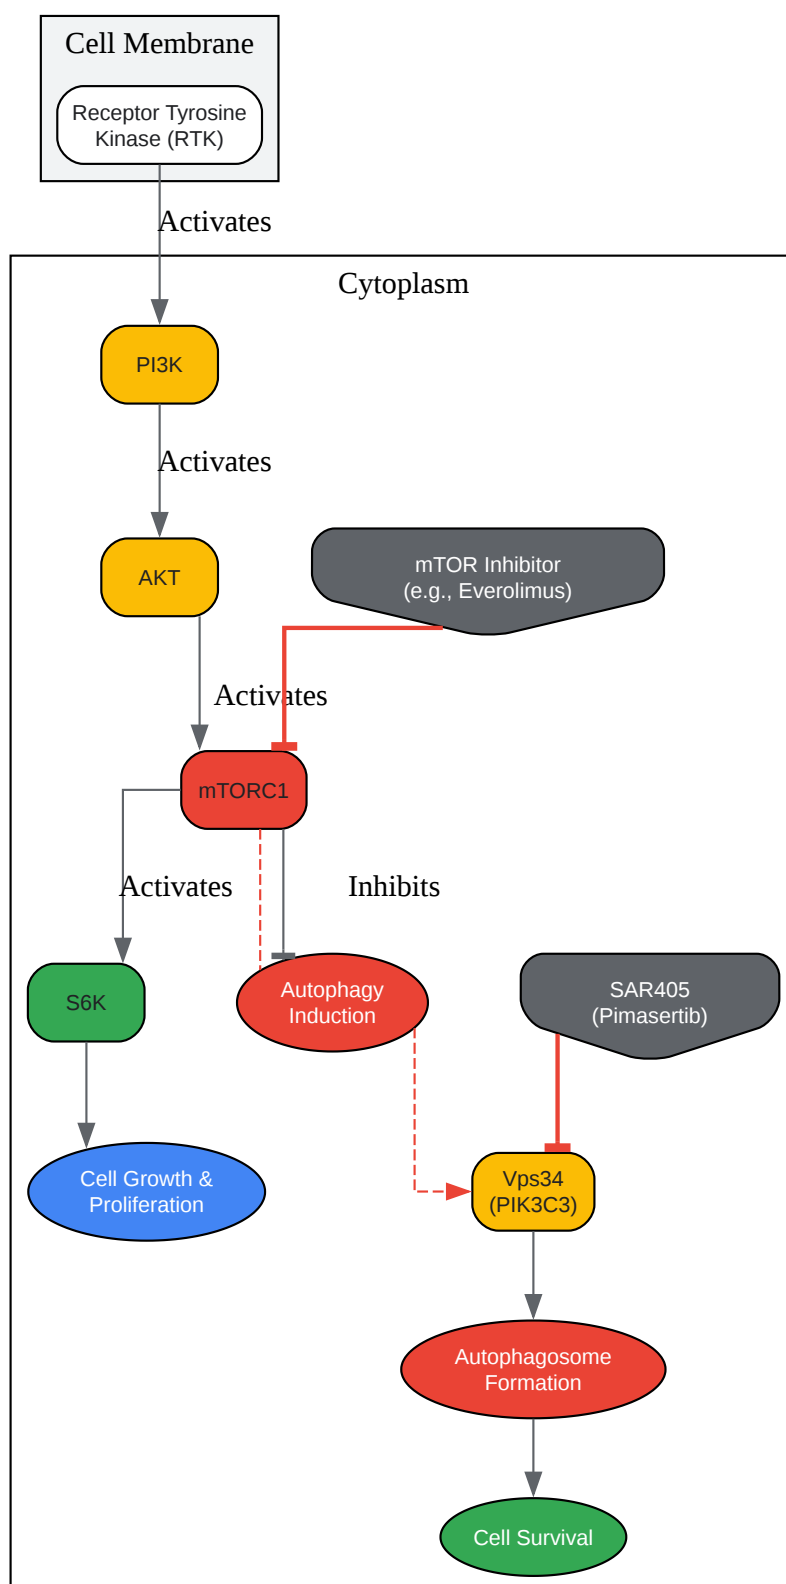 Cell Membrane
Receptor Tyrosine
Kinase (RTK)
Activates
Cytoplasm
PI3K
Activates
AKT
mTOR Inhibitor
(e.g., Everolimus)
Activates
mTORC1
Activates
Inhibits
S6K
Autophagy
Induction
SAR405
(Pimasertib)
Cell Growth &
Proliferation
Vps34
(PIK3C3)
Autophagosome
Formation
Cell Survival